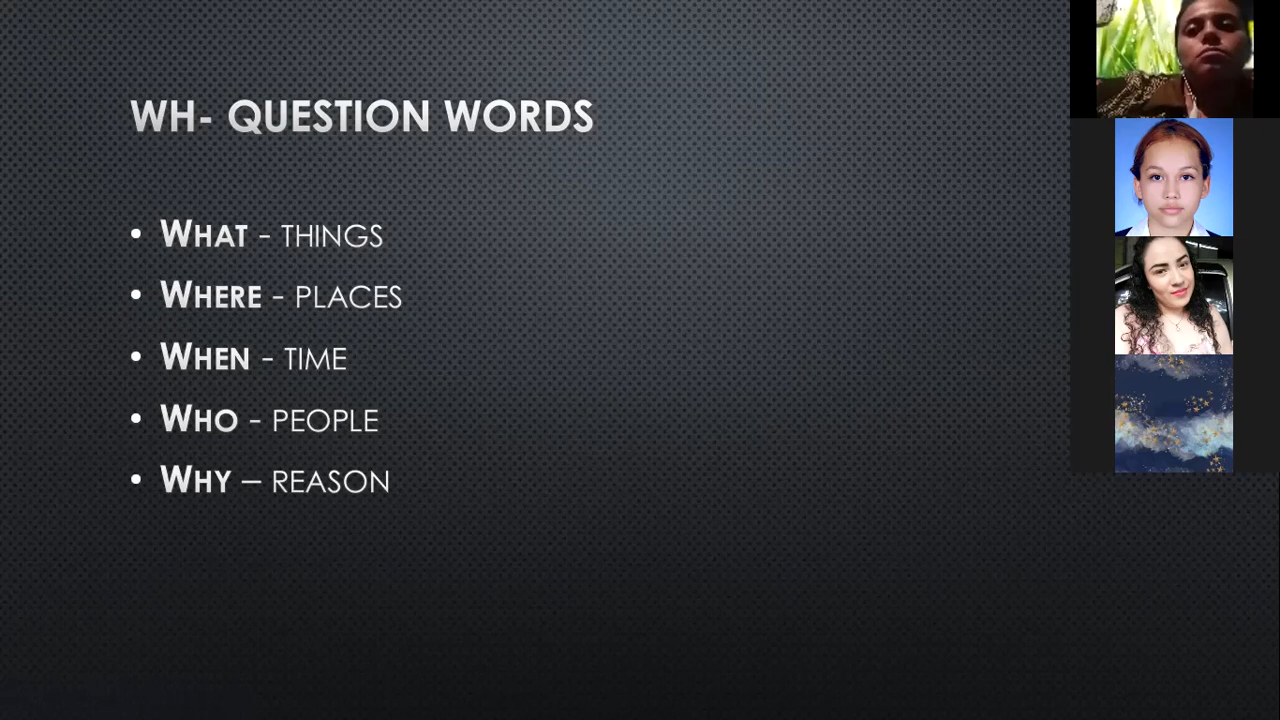 WH- QUESTION WORDS
• WHAT - THINGS
• WHERE - PLACES
• WHEN - TIME
• WHO - PEOPLE
• WHY – REASON